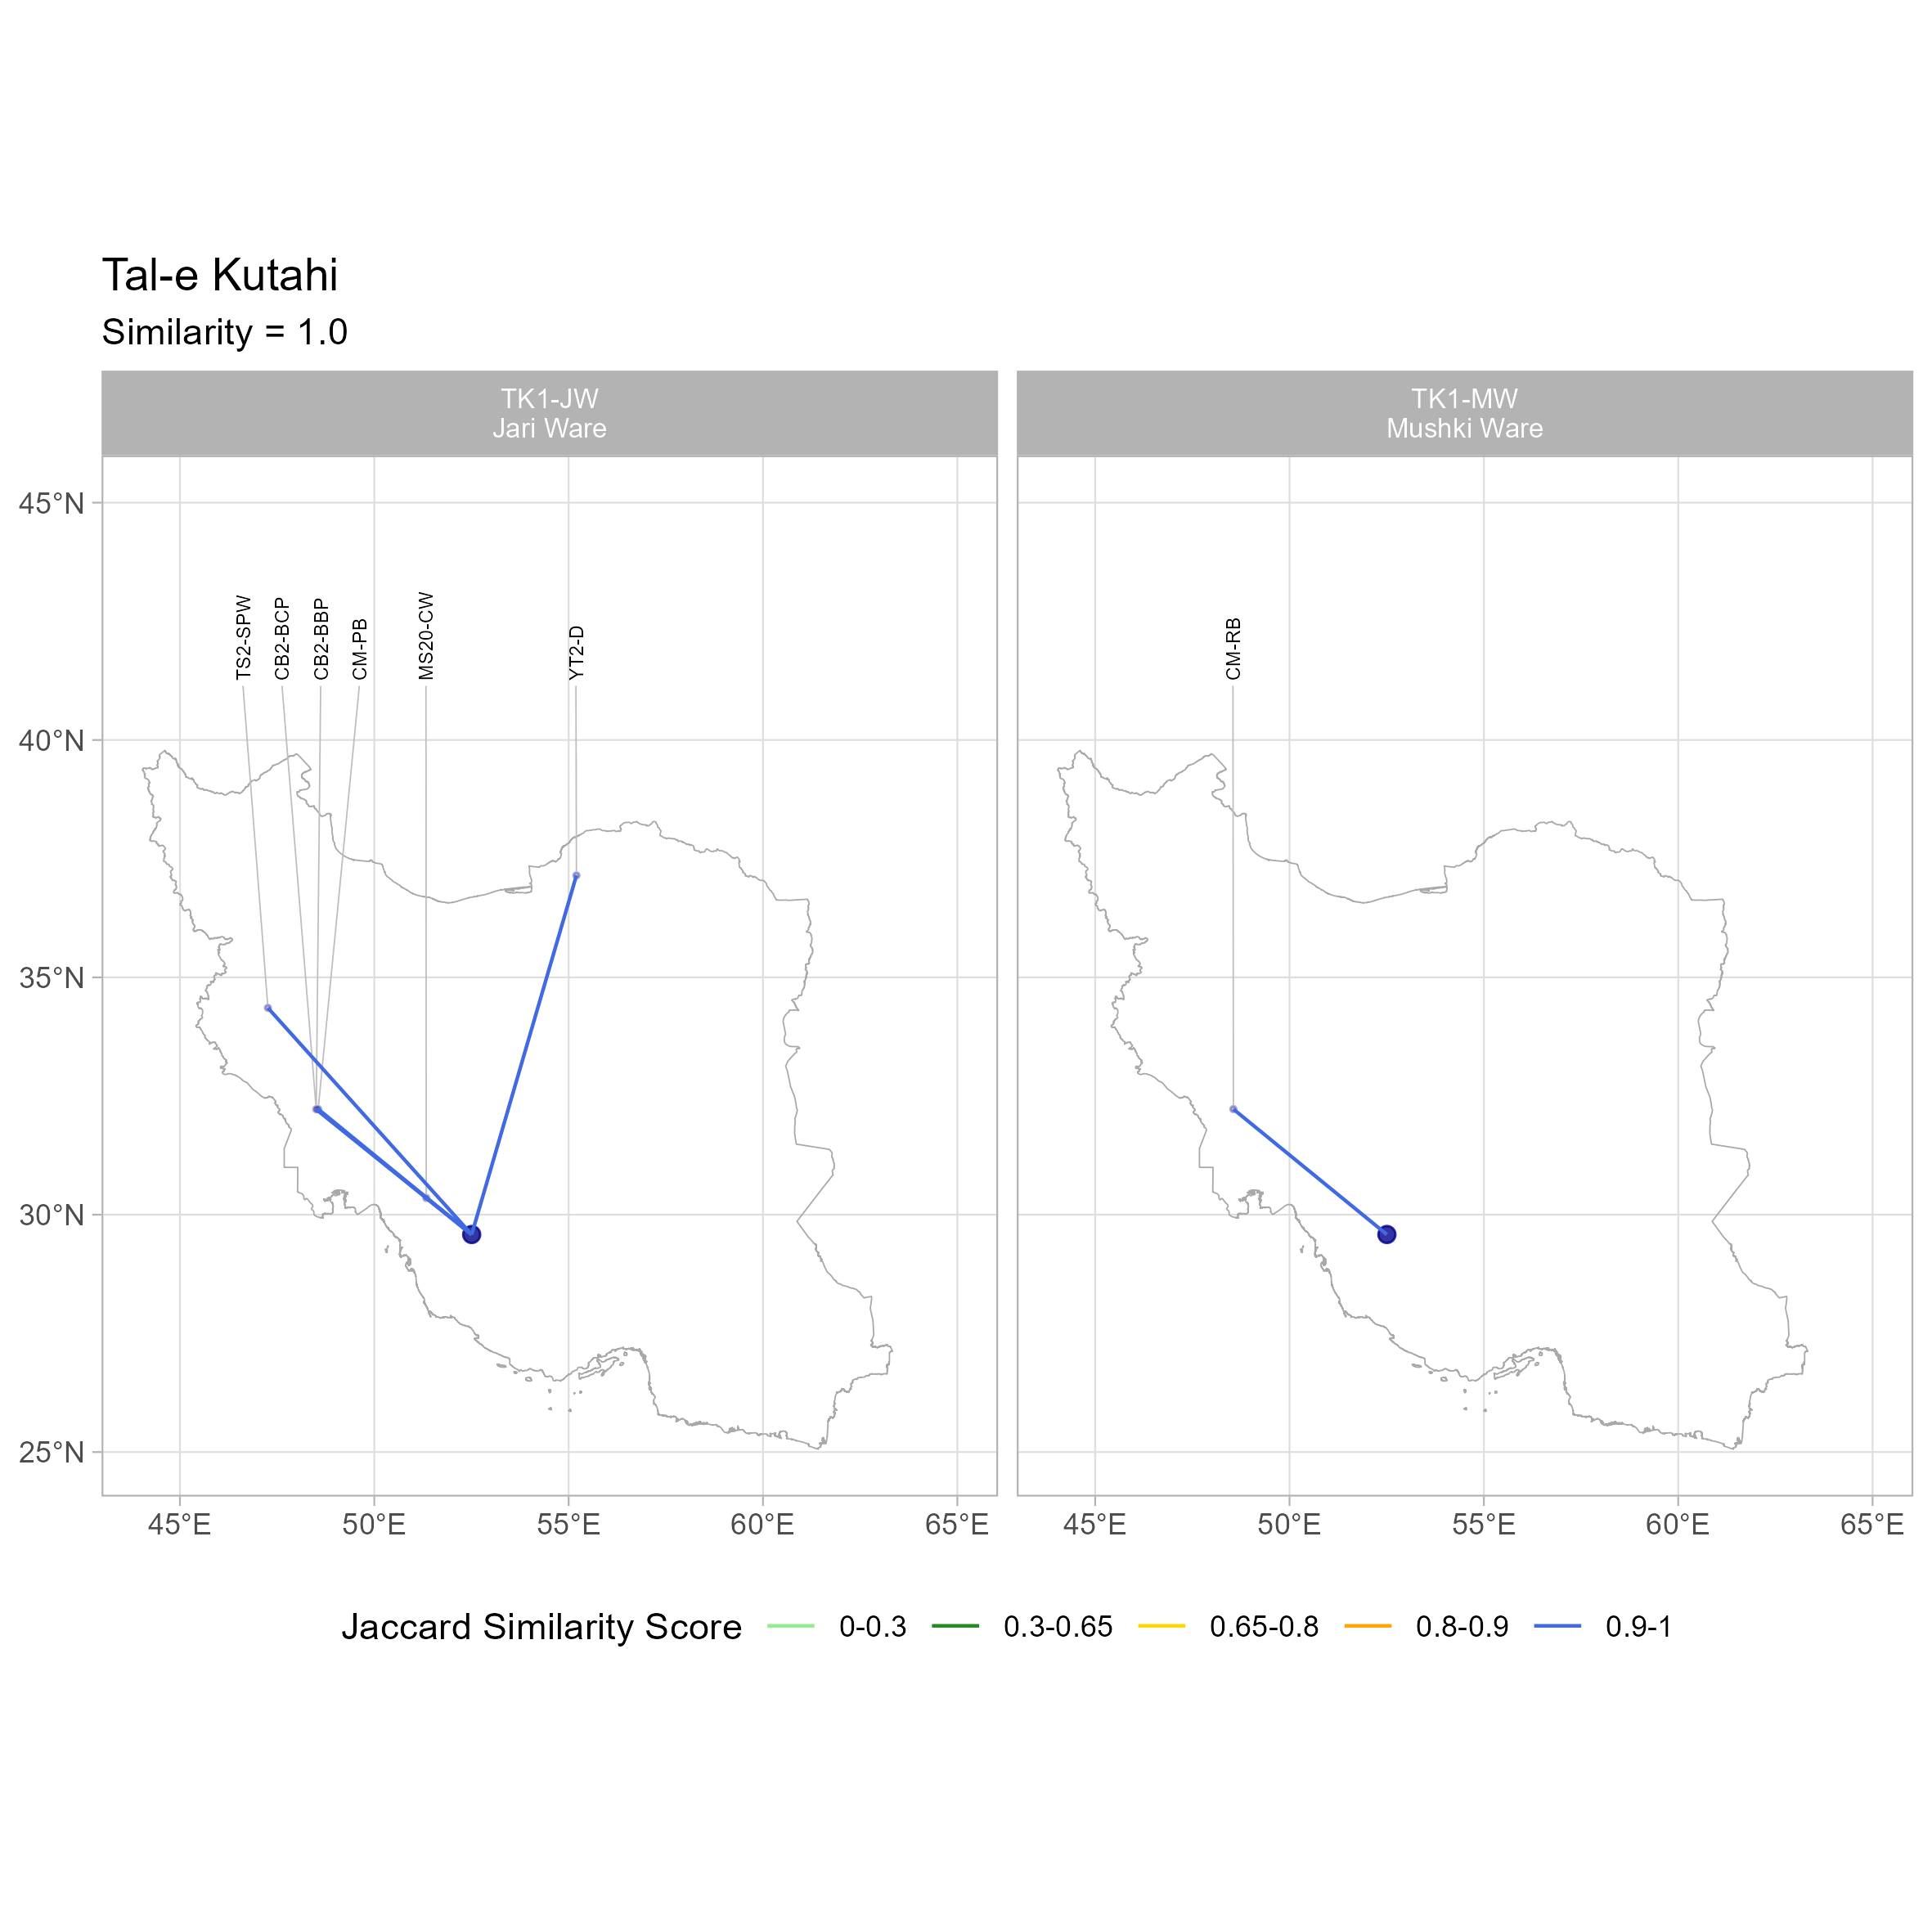 Tal-e Kutahi
Similarity = 1.0
TK1-JW
Jari Ware
TK1-MW
Mushki Ware
45°N
40°N
35°N
30°N
25°N
TS2-SPW
CB2-BCP
CB2-BBP
CM-PB
MS20-CW
YT2-D
CM-RB
45°E 50°E 55°E 60°E 65°E
45°E 50°E 55°E 60°E 65°E
Jaccard Similarity Score 0-0.3 0.3-0.65 0.65-0.8 0.8-0.9 0.9-1